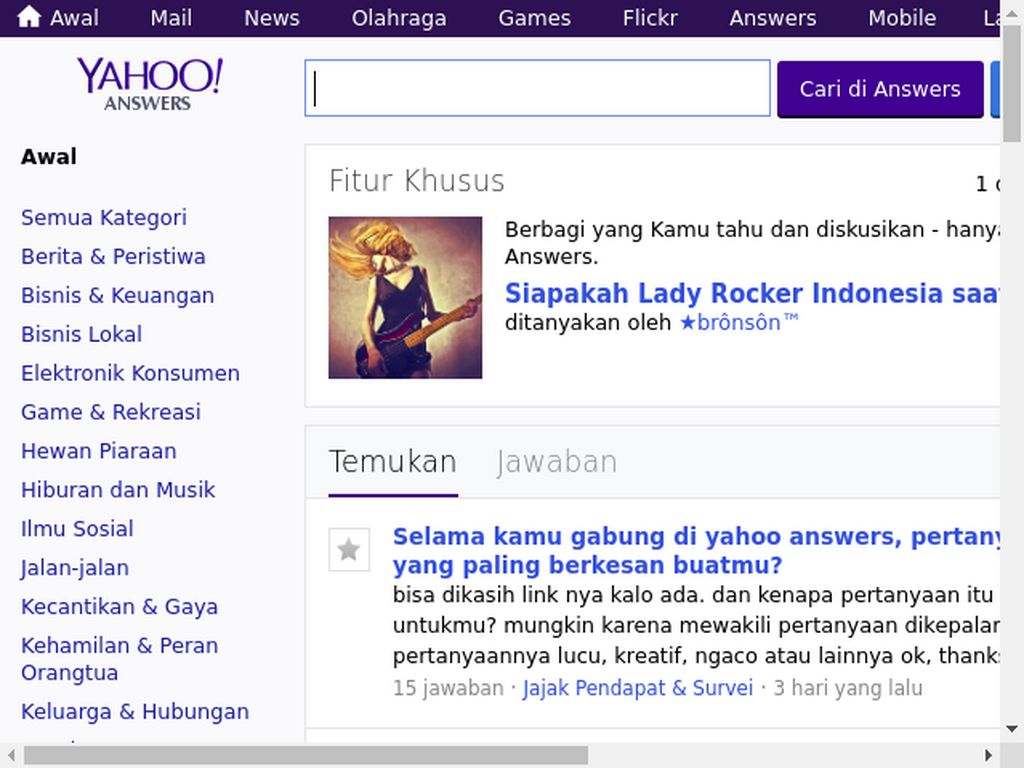 Awal Mail News Olahraga Games Flickr Answers Mobile
YAHOO!
ANSWERS
Cari di Answers
Awal
Semua Kategori
Berita & Peristiwa
Bisnis & Keuangan
Bisnis Lokal
Elektronik Konsumen
Game & Rekreasi
Hewan Piaraan
Hiburan dan Musik
Ilmu Sosial
Jalan-jalan
Kecantikan & Gaya
Kehamilan & Peran
Orangtua
Keluarga & Hubungan
Fitur Khusus
1
Berbagi yang Kamu tahu dan diskusikan - hanya
Answers.
Siapakah Lady Rocker Indonesia saat
ditanyakan oleh ★brônsôn™
Temukan Jawaban
Selama kamu gabung di yahoo answers,
yang paling berkesan buatmu?
bisa dikasih link nya kalo ada. dan kenapa pertanyaan itu
untukmu? mungkin karena mewakili pertanyaan
pertanyaannya lucu, kreatif, ngaco atau lainnya ok,
15 jawaban · Jajak Pendapat & Survei · 3 hari yang lalu